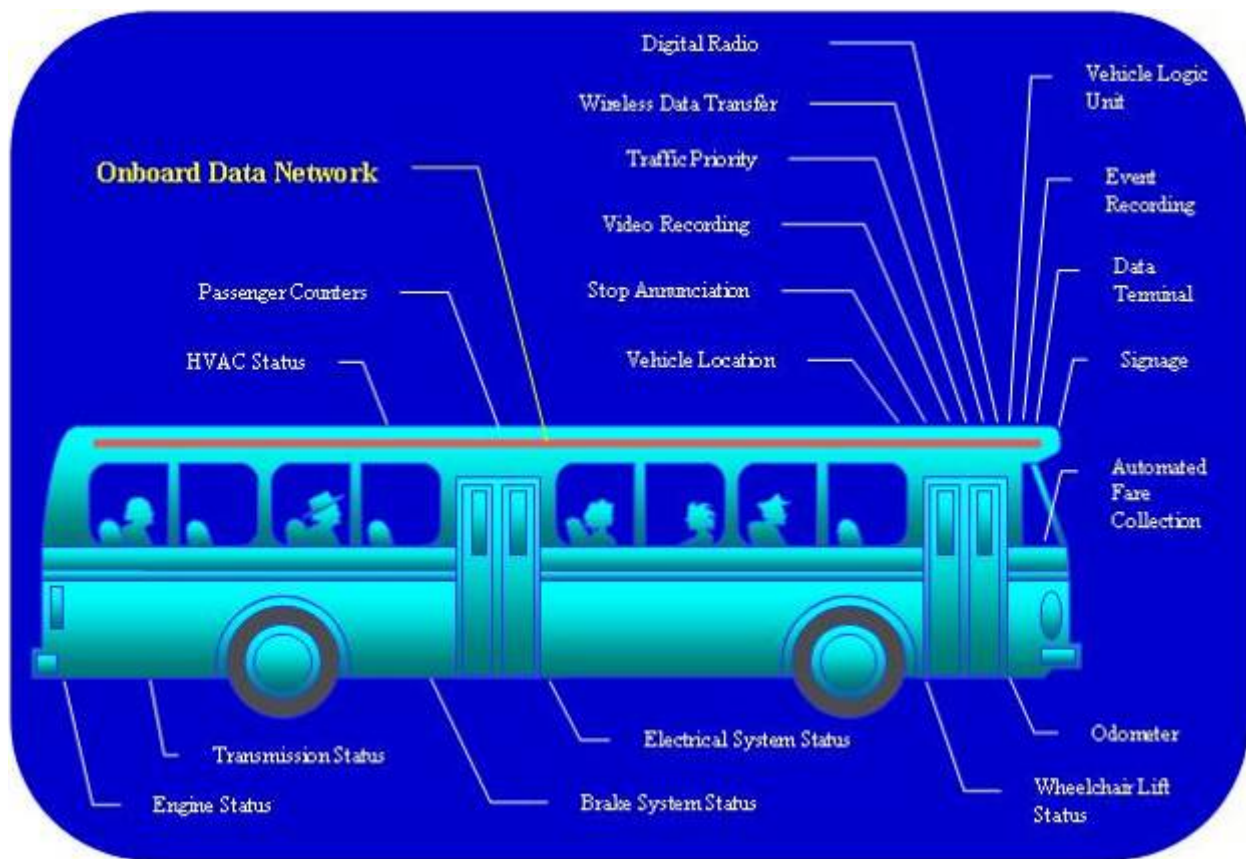 Digital Radio
Vehicle Logic
Unit
Wireless Data Transfer
Traffic Priority
Onboard Data Network
Event
Recording
Video Recording
Data
Terminal
Passenger Counters
Stop Annunciation
HVAC Status
Vehicle Location
Signage
Automated
Fare
Collection
Transmission Status
Electrical System Status
Odometer
Engine Status
Brake System Status
Wheelchair Lift
Status